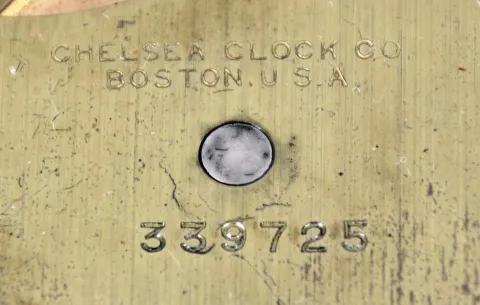 CHELSEA CLOCK CO
BOSTON. U S. A.
339725